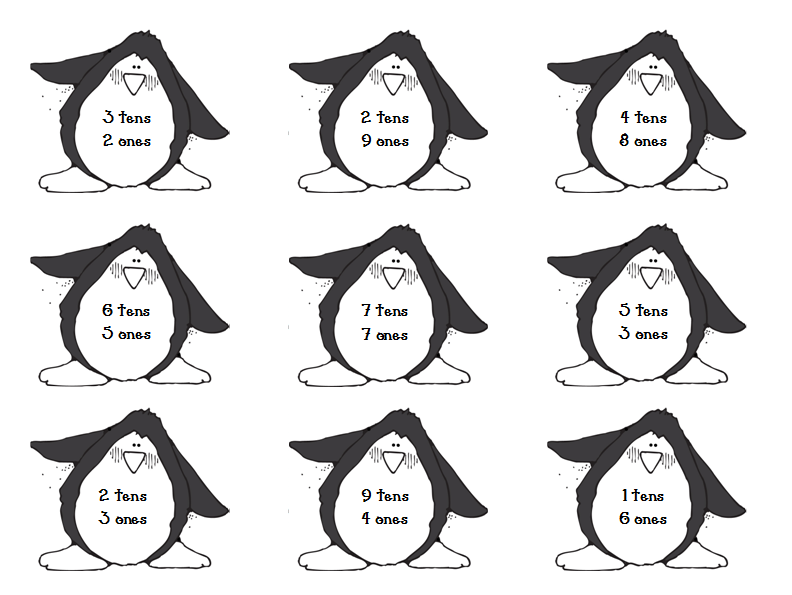 3 tens
2 ones
2 tens
9 ones
4 tens
8 ones
6 tens
5 ones
7 tens
7 ones
5 tens
3 ones
2 tens
3 ones
9 tens
4 ones
1 tens
6 ones